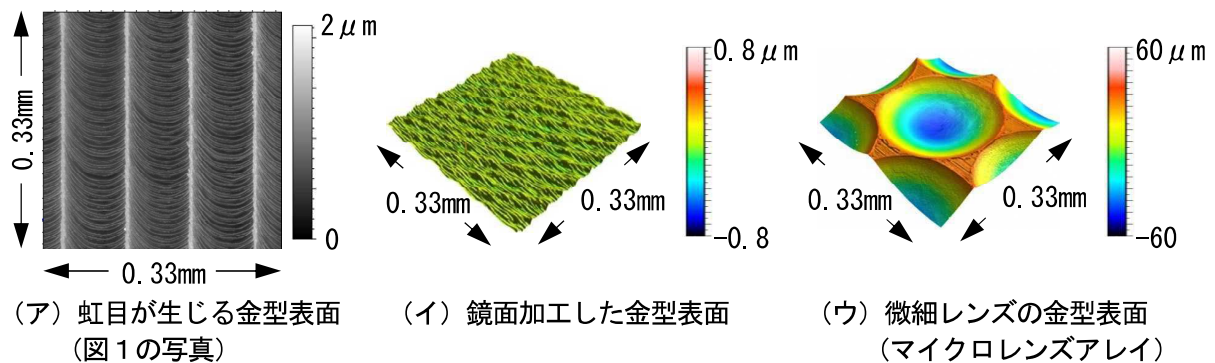 2μm
0.33mm
0
0.33mm
(ア) 虹目が生じる金型表面
(図1の写真)
0.8μm
0.33mm
0.33mm
-0.8
(イ) 鏡面加工した金型表面
60μm
0.33mm
0.33mm
-60
(ウ) 微細レンズの金型表面
(マイクロレンズアレイ)